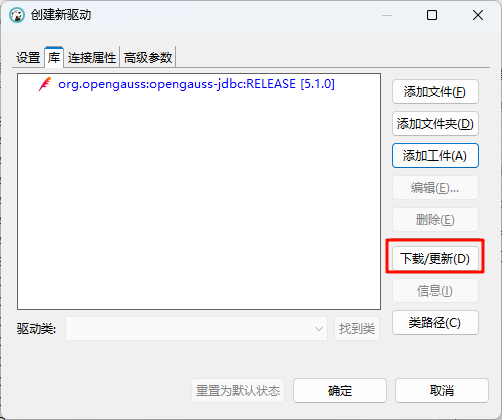 创建新驱动
设置 库 连接属性 高级参数
org.opengauss:opengauss-jdbc:RELEASE [5.1.0]
添加文件(F)
添加文件夹(D)
添加工件(A)
编辑(E)...
删除(E)
下载/更新(D)
信息(I)
类路径(C)
驱动类:
找到类
重置为默认状态
确定
取消